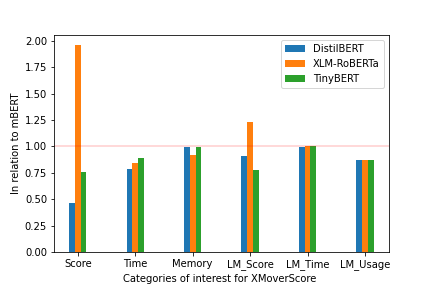 DistilBERT
XLM-RoBERTa
TinyBERT
2.00
1.75
1.50
1.25
1.00
0.75
0.50
0.25
0.00
In relation to mBERT
Score Time Memory LM_Score LM_Time LM_Usage
Categories of interest for XMoverScore